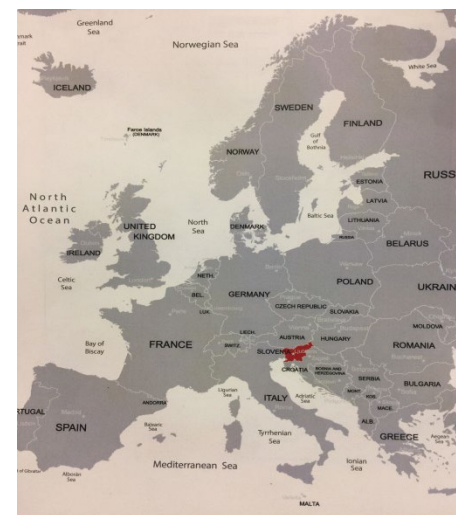 Greenland
Sea
Norwegian Sea
White Sea
ICELAND
SWEDEN
FINLAND
Faroe Islands
(DENMARK)
Gulf
of
Bothnia
NORWAY
ESTONIA
RUSS
LATVIA
North
Atlantic
Ocean
North
Sea
Baltic Sea
LITHUANIA
UNITED
KINGDOM
DENMARK
RUSSIA
BELARUS
IRELAND
Celtic
Sea
NETH.
POLAND
BEL.
GERMANY
UKRAIN
LUX.
CZECH REPUBLIC
SLOVAKIA
MOLDOVA
LIECH.
AUSTRIA
HUNGARY
Bay of
Biscay
FRANCE
SWITZ.
SLOVEN
ROMANIA
CROATIA
BOSNIA AND
HERZEGOVINA
SERBIA
Ligurian
Sea
ITALY
Adriatic
Sea
MONT.
KOS.
BULGARIA
ANDORRA
MACE.
RTUGAL
SPAIN
Balearic
Sea
ALB.
Tyrrhenian
Sea
GREECE
Aegean
Sea
of Gibraltar
Alboran
Sea
Mediterranean Sea
Ionian
Sea
MALTA